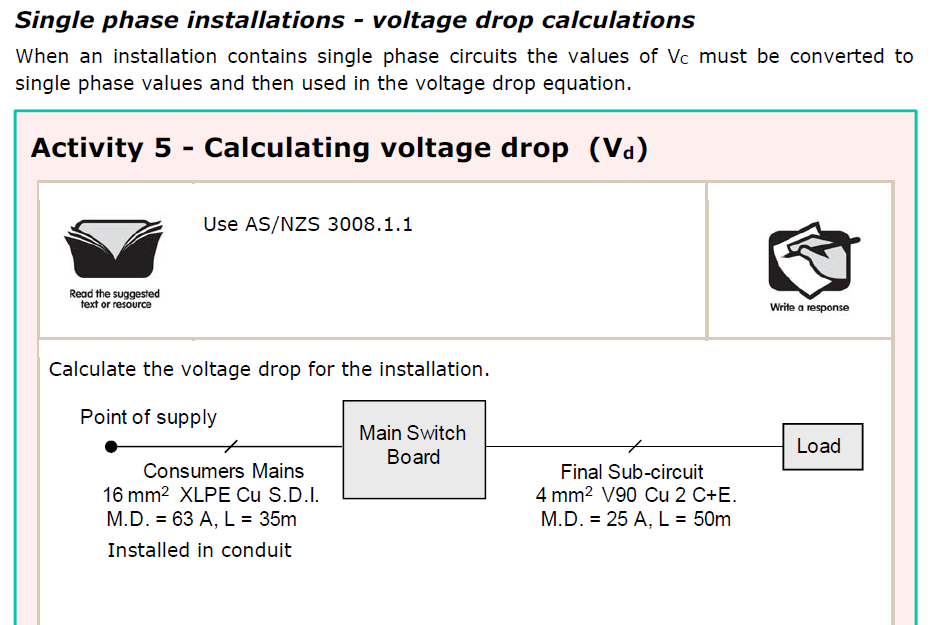 Single phase installations - voltage drop calculations
When an installation contains single phase circuits the values of Vc must be converted to
single phase values and then used in the voltage drop equation.
Activity 5 - Calculating voltage drop (Vd)
Use AS/NZS 3008.1.1
Read the suggested
text or resource
Write a response
Calculate the voltage drop for the installation.
Point of supply
Main Switch
Board
Load
Consumers Mains
16 mm² XLPE Cu S.D.I.
M.D. = 63 A, L = 35m
Installed in conduit
Final Sub-circuit
4 mm² V90 Cu 2 C+E.
M.D. = 25 A, L = 50m